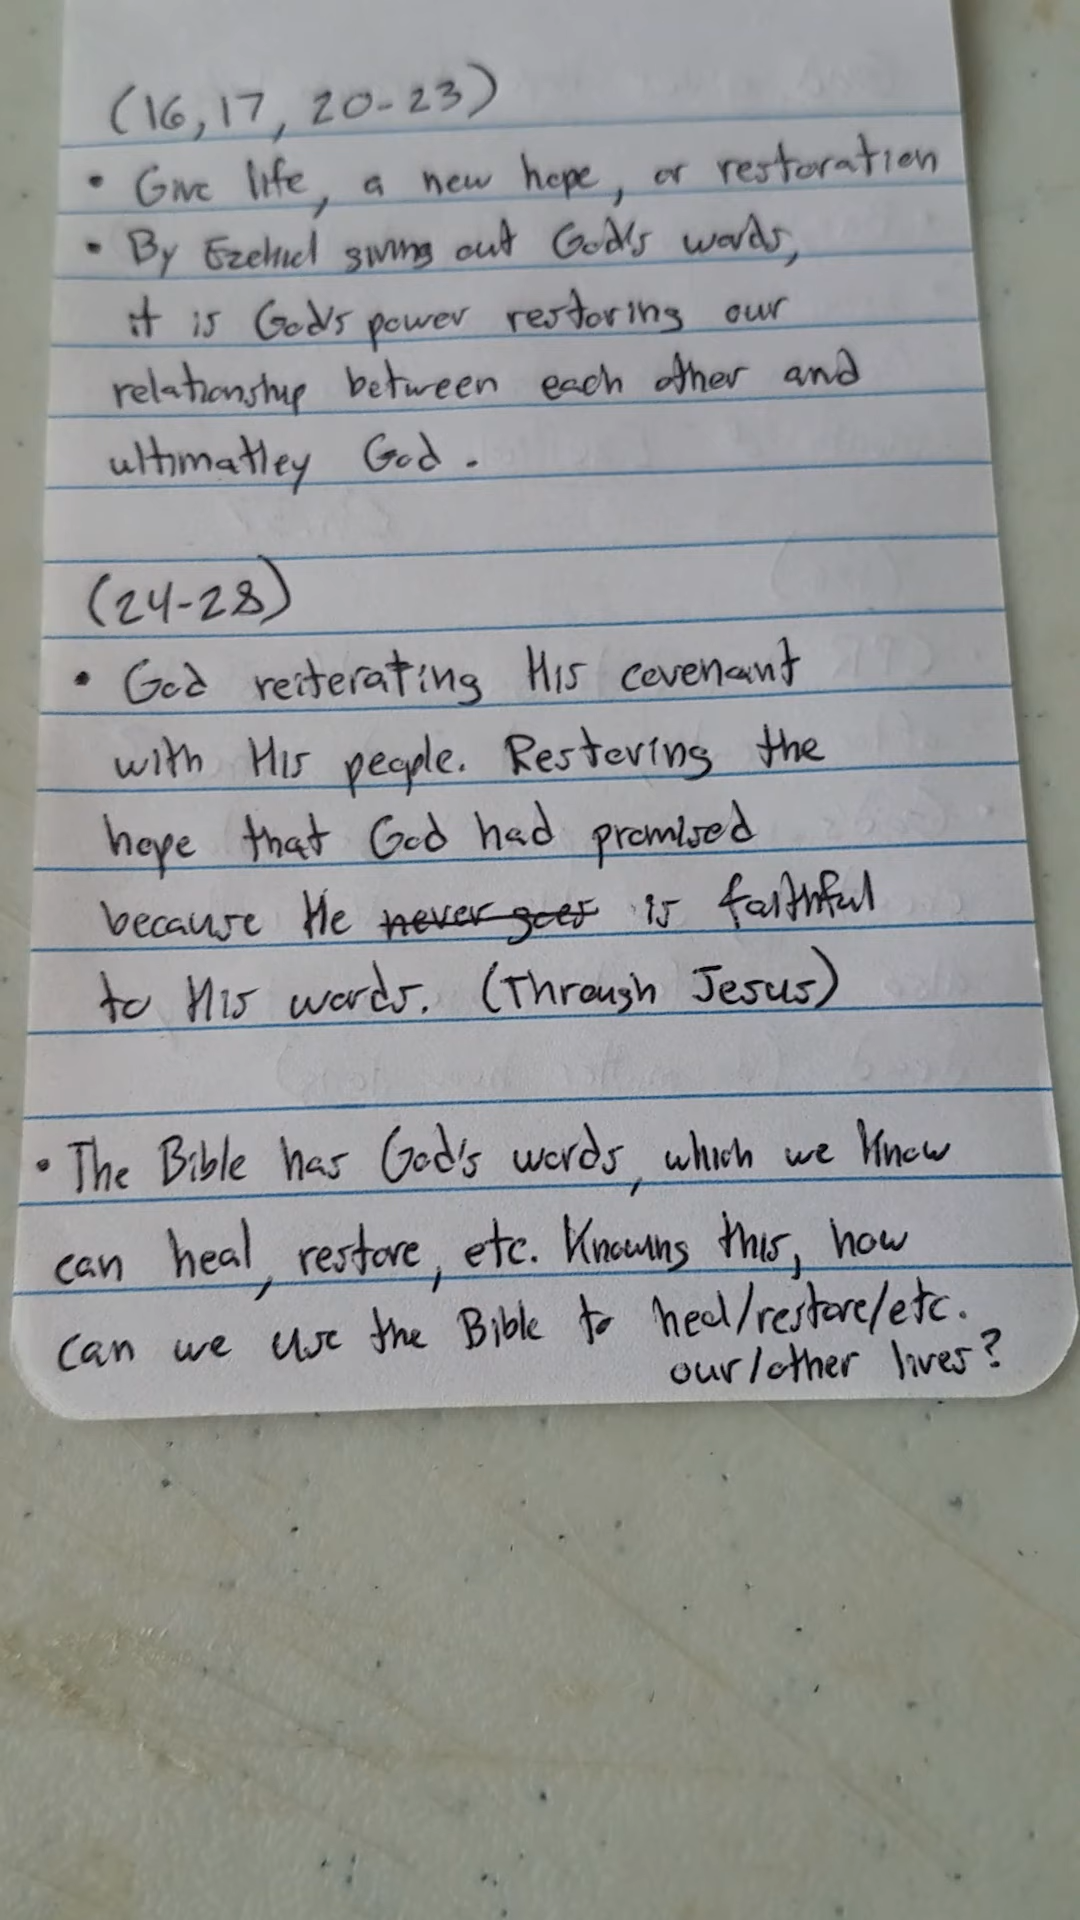 (16, 17, 20-23)
• Give life, a new hope, or restoration
• By Ezekiel giving out God's words,
it is God's power restoring our
relationship between each other and
ultimatley God.
(24-28)
• God reiterating His covenant
with His people. Restoring the
hope that God had promised
because He never goes is faithful
to His words. (Through Jesus)
• The Bible has God's words, which we know
can heal, restore, etc. Knowing this, how
can we use the Bible to heal/restore/etc.
our/other lives?